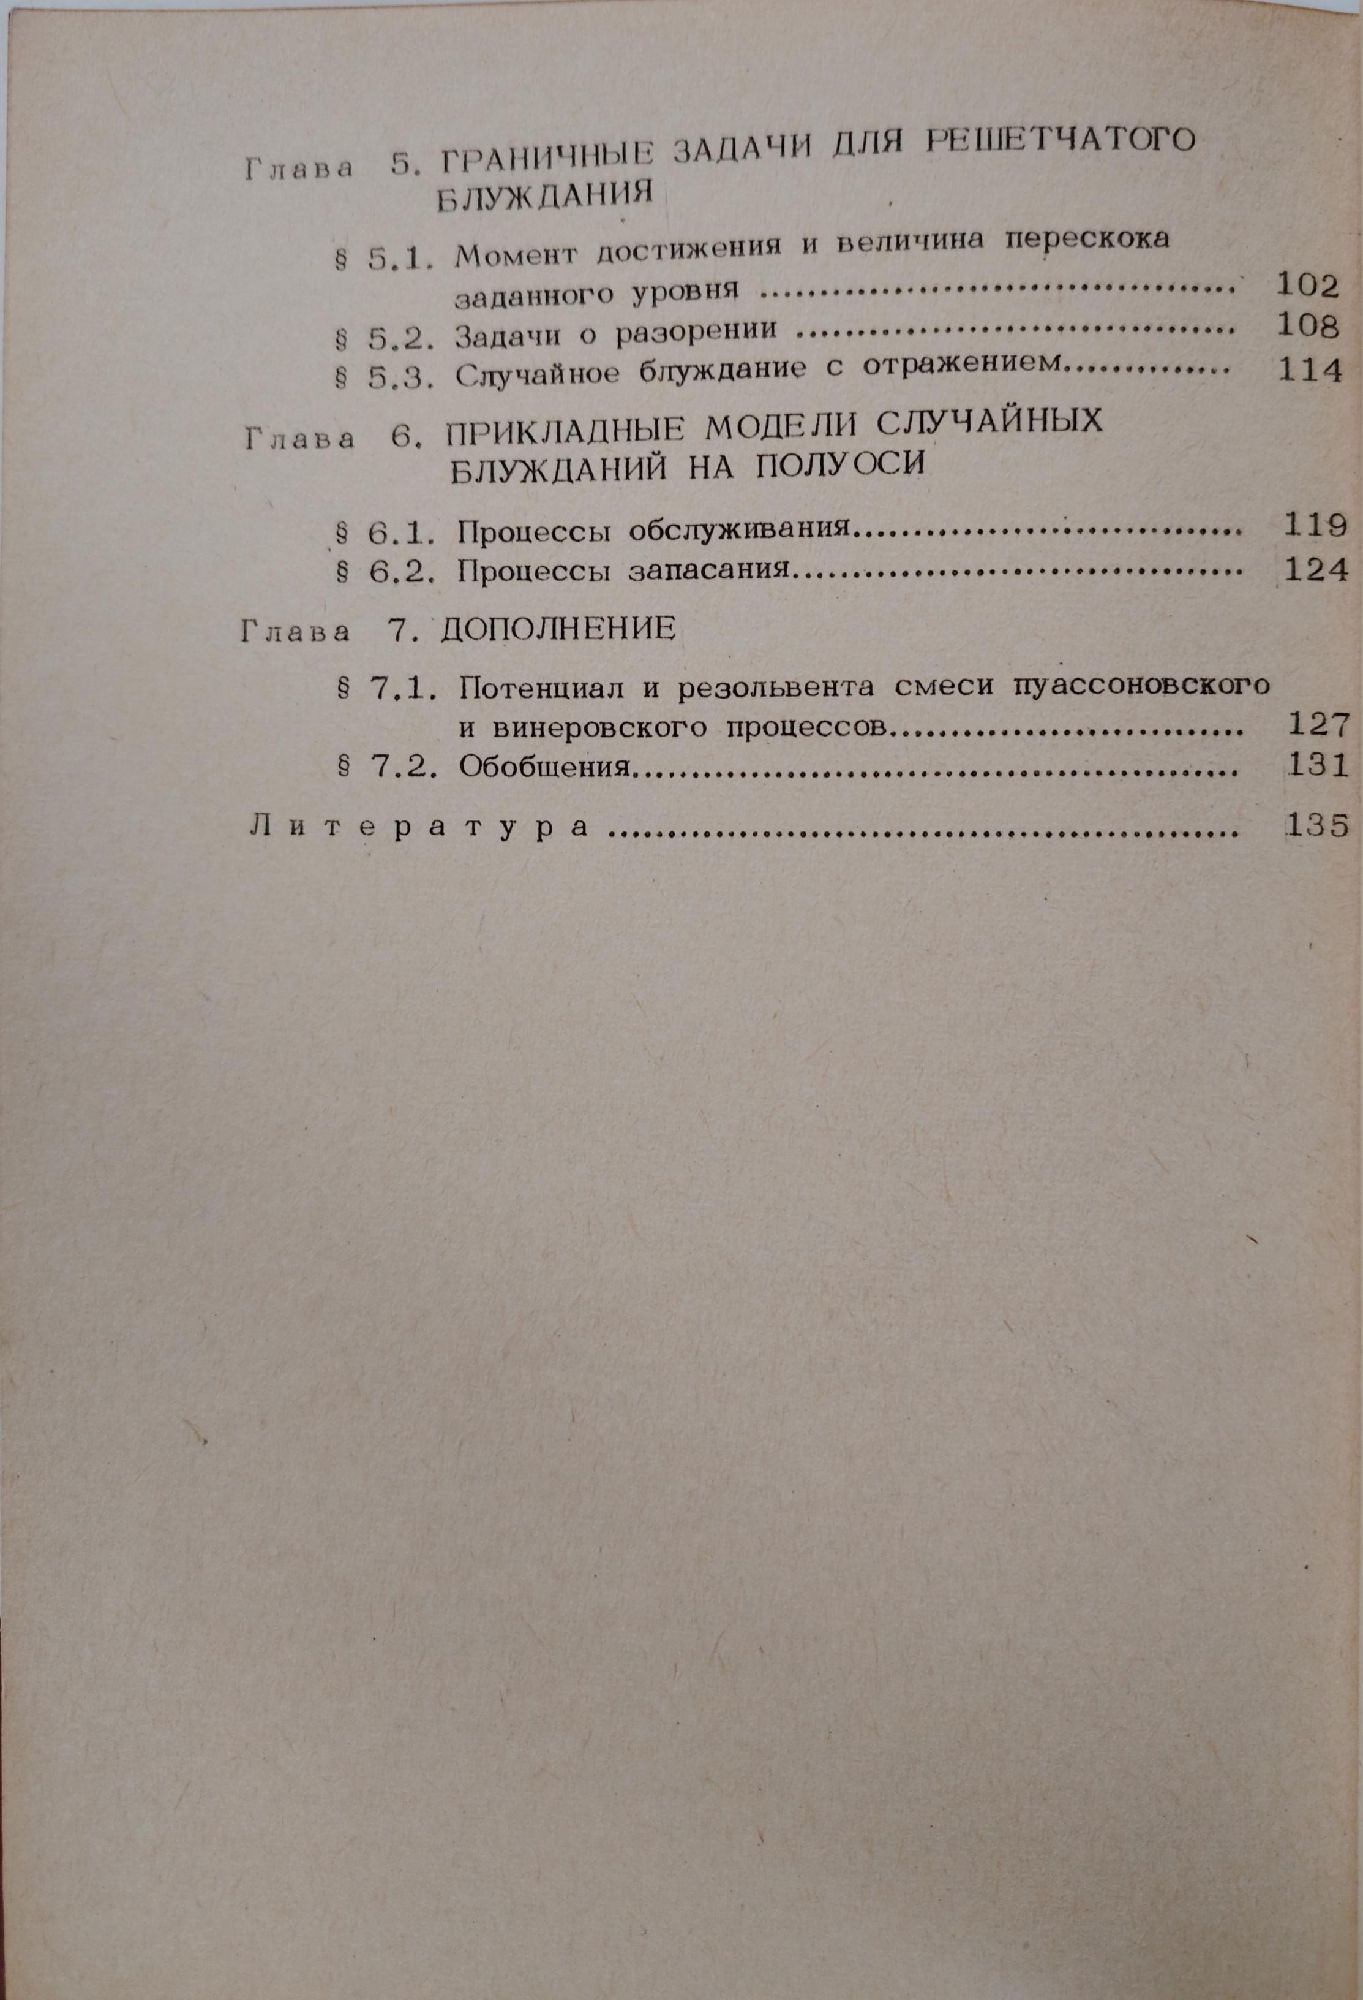 Глава 5. ГРАНИЧНЫЕ ЗАДАЧИ ДЛЯ РЕШЕТЧАТОГО
БЛУЖДАНИЯ
§ 5.1. Момент достижения и величина перескока
заданного уровня ........................................ 102
§ 5.2. Задачи о разорении ..................................... 108
§ 5.3. Случайное блуждание с отражением.............. 114
Глава 6. ПРИКЛАДНЫЕ МОДЕЛИ СЛУЧАЙНЫХ
БЛУЖДАНИЙ НА ПОЛУОСИ
§ 6.1. Процессы обслуживания................................. 119
§ 6.2. Процессы запасания...................................... 124
Глава 7. ДОПОЛНЕНИЕ
§ 7.1. Потенциал и резольвента смеси пуассоновского
и винеровского процессов.............................. 127
§ 7.2. Обобщения................................................... 131
Литература ..................................................... 135